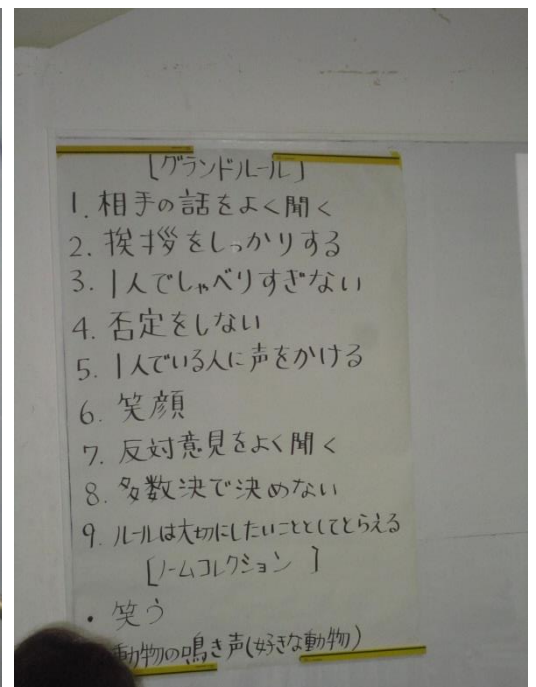 [グランドルール]
1. 相手の話をよく聞く
2. 挨拶をしっかりする
3. 1人でしゃべりすぎない
4. 否定をしない
5. 1人でいる人に声をかける
6. 笑顔
7. 反対意見をよく聞く
8. 多数決で決めない
9. ルールは大切にしたいこととしてとらえる
[ノームコレクション]
・笑う
動物の鳴き声(好きな動物)